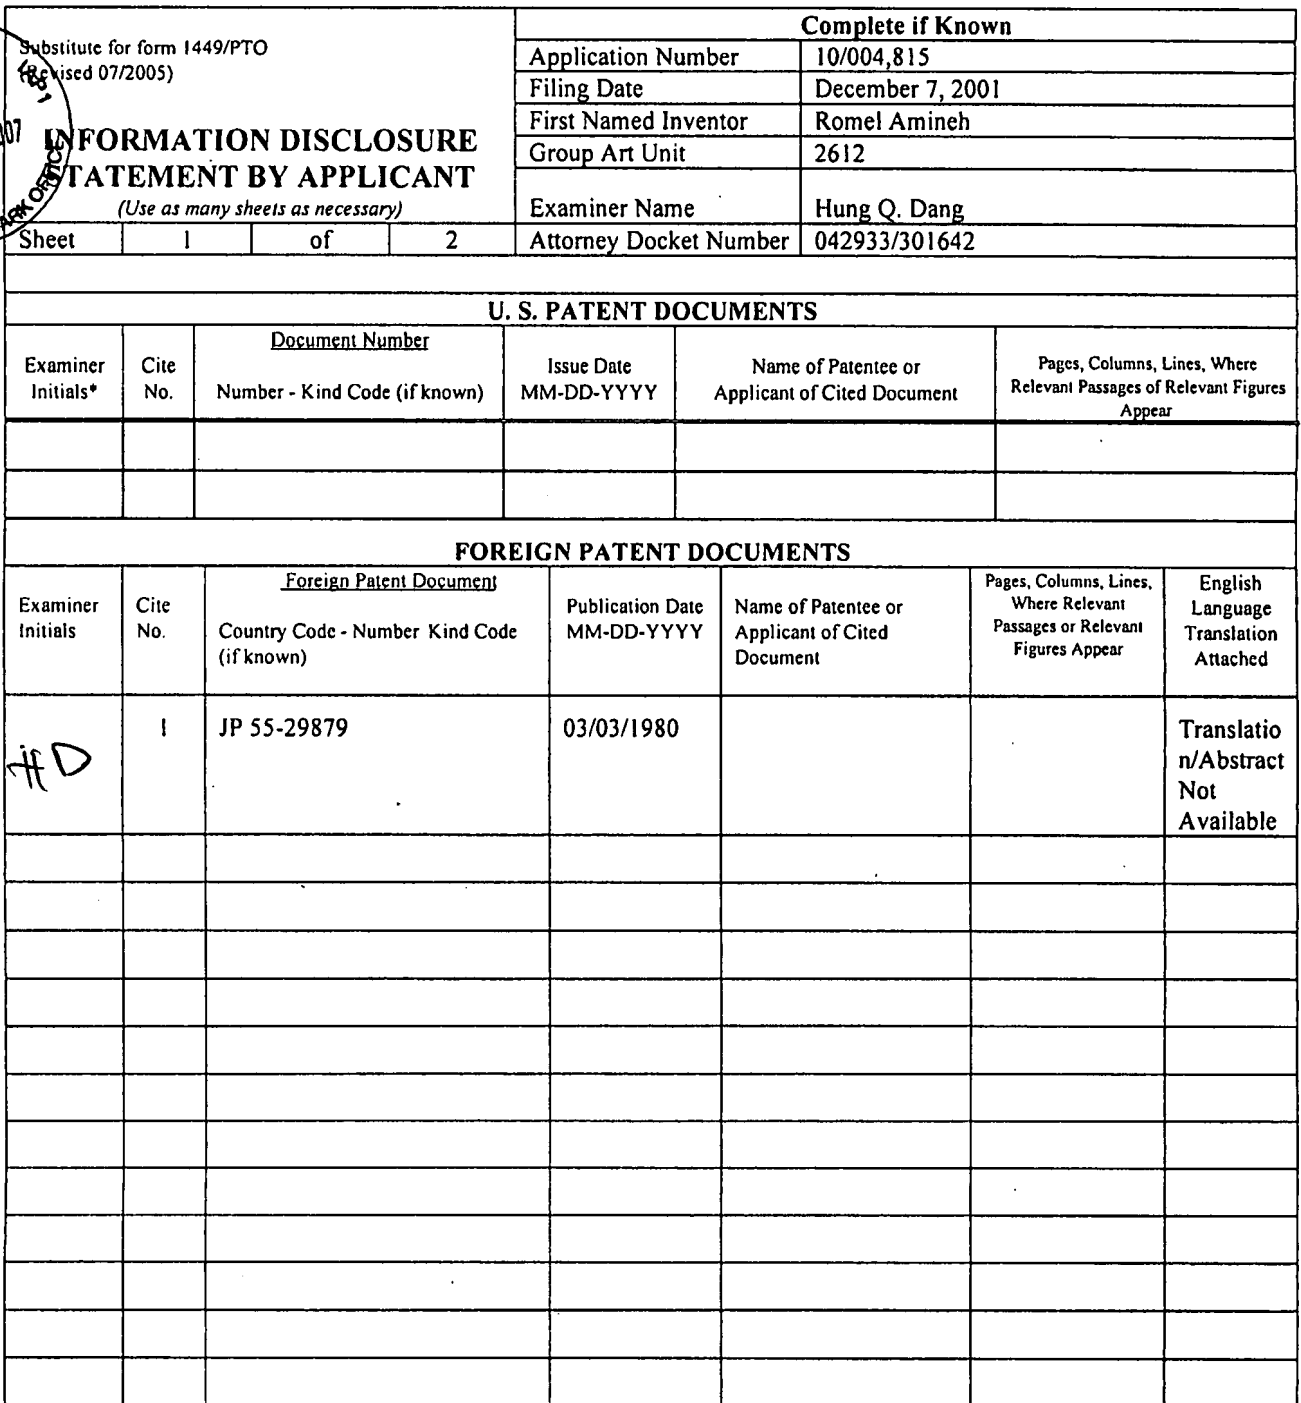 Substitute for form 1449/PTO
(Revised 07/2005)
INFORMATION DISCLOSURE
STATEMENT BY APPLICANT
(Use as many sheets as necessary)
Sheet 1 of 2
Complete if Known
Application Number 10/004,815
Filing Date December 7, 2001
First Named Inventor Romel Amineh
Group Art Unit 2612
Examiner Name Hung Q. Dang
Attorney Docket Number 042933/301642
U. S. PATENT DOCUMENTS
Examiner
Initials*
Cite
No.
Document Number
Number - Kind Code (if known)
Issue Date
MM-DD-YYYY
Name of Patentee or
Applicant of Cited Document
Pages, Columns, Lines, Where
Relevant Passages of Relevant Figures
Appear
FOREIGN PATENT DOCUMENTS
Examiner
Initials
Cite
No.
Foreign Patent Document
Country Code - Number Kind Code
(if known)
Publication Date
MM-DD-YYYY
Name of Patentee or
Applicant of Cited
Document
Pages, Columns, Lines,
Where Relevant
Passages or Relevant
Figures Appear
English
Language
Translation
Attached
HD
1
JP 55-29879
03/03/1980
Translatio
n/Abstract
Not
Available